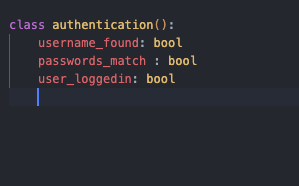 class authentication():
    username_found: bool
    passwords_match : bool
    user_loggedin: bool